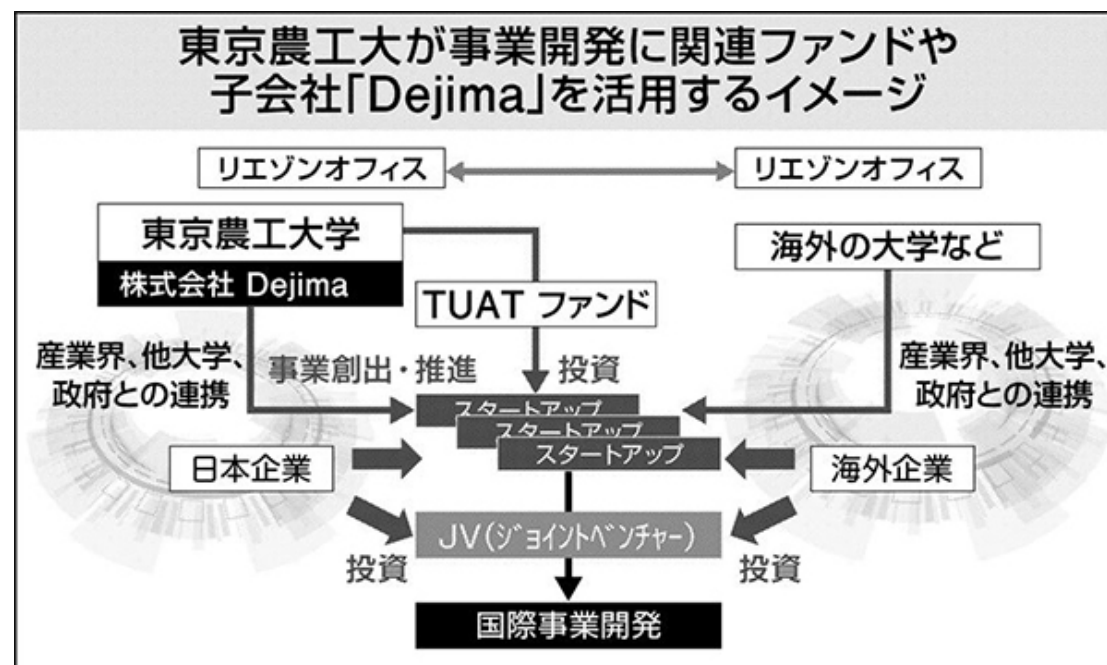 東京農工大が事業開発に関連ファンドや
子会社「Dejima」を活用するイメージ
リエゾンオフィス
リエゾンオフィス
東京農工大学
株式会社 Dejima
海外の大学など
TUAT ファンド
産業界、他大学、
政府との連携
事業創出・推進
投資
産業界、他大学、
政府との連携
スタートアップ
スタートアップ
スタートアップ
日本企業
海外企業
JV(ｼﾞｮｲﾝﾄﾍﾞﾝﾁｬｰ)
投資
投資
国際事業開発